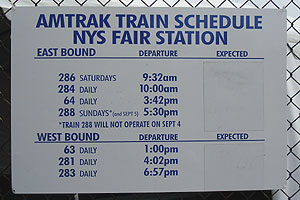 AMTRAK TRAIN SCHEDULE
NYS FAIR STATION
EAST BOUND DEPARTURE EXPECTED
286 SATURDAYS 9:32am
284 DAILY 10:00am
64 DAILY 3:42pm
288 SUNDAYS*(and SEPT 5) 5:30pm
*TRAIN 288 WILL NOT OPERATE ON SEPT 4
WEST BOUND DEPARTURE EXPECTED
63 DAILY 1:00pm
281 DAILY 4:02pm
283 DAILY 6:57pm